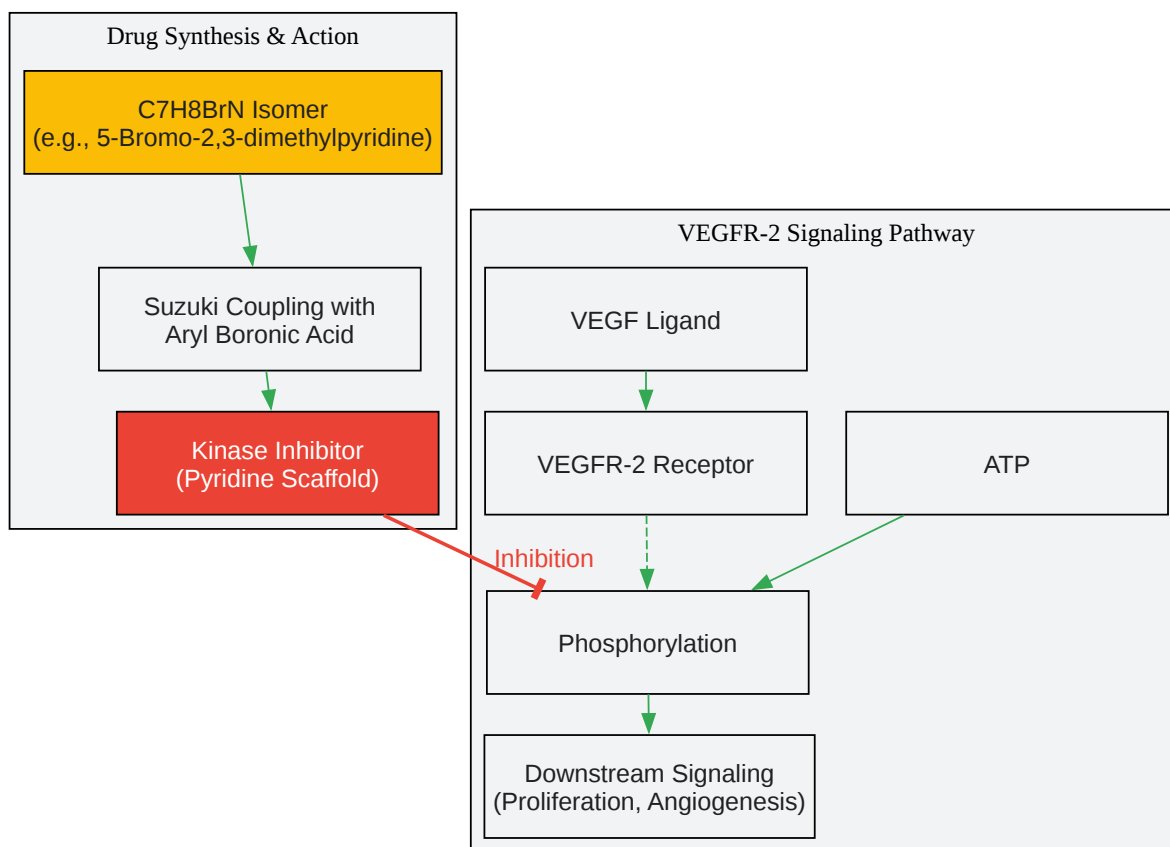 Drug Synthesis & Action
C7H8BrN Isomer
(e.g., 5-Bromo-2,3-dimethylpyridine)
Suzuki Coupling with
Aryl Boronic Acid
Kinase Inhibitor
(Pyridine Scaffold)
Inhibition
VEGFR-2 Signaling Pathway
VEGF Ligand
VEGFR-2 Receptor
ATP
Phosphorylation
Downstream Signaling
(Proliferation, Angiogenesis)